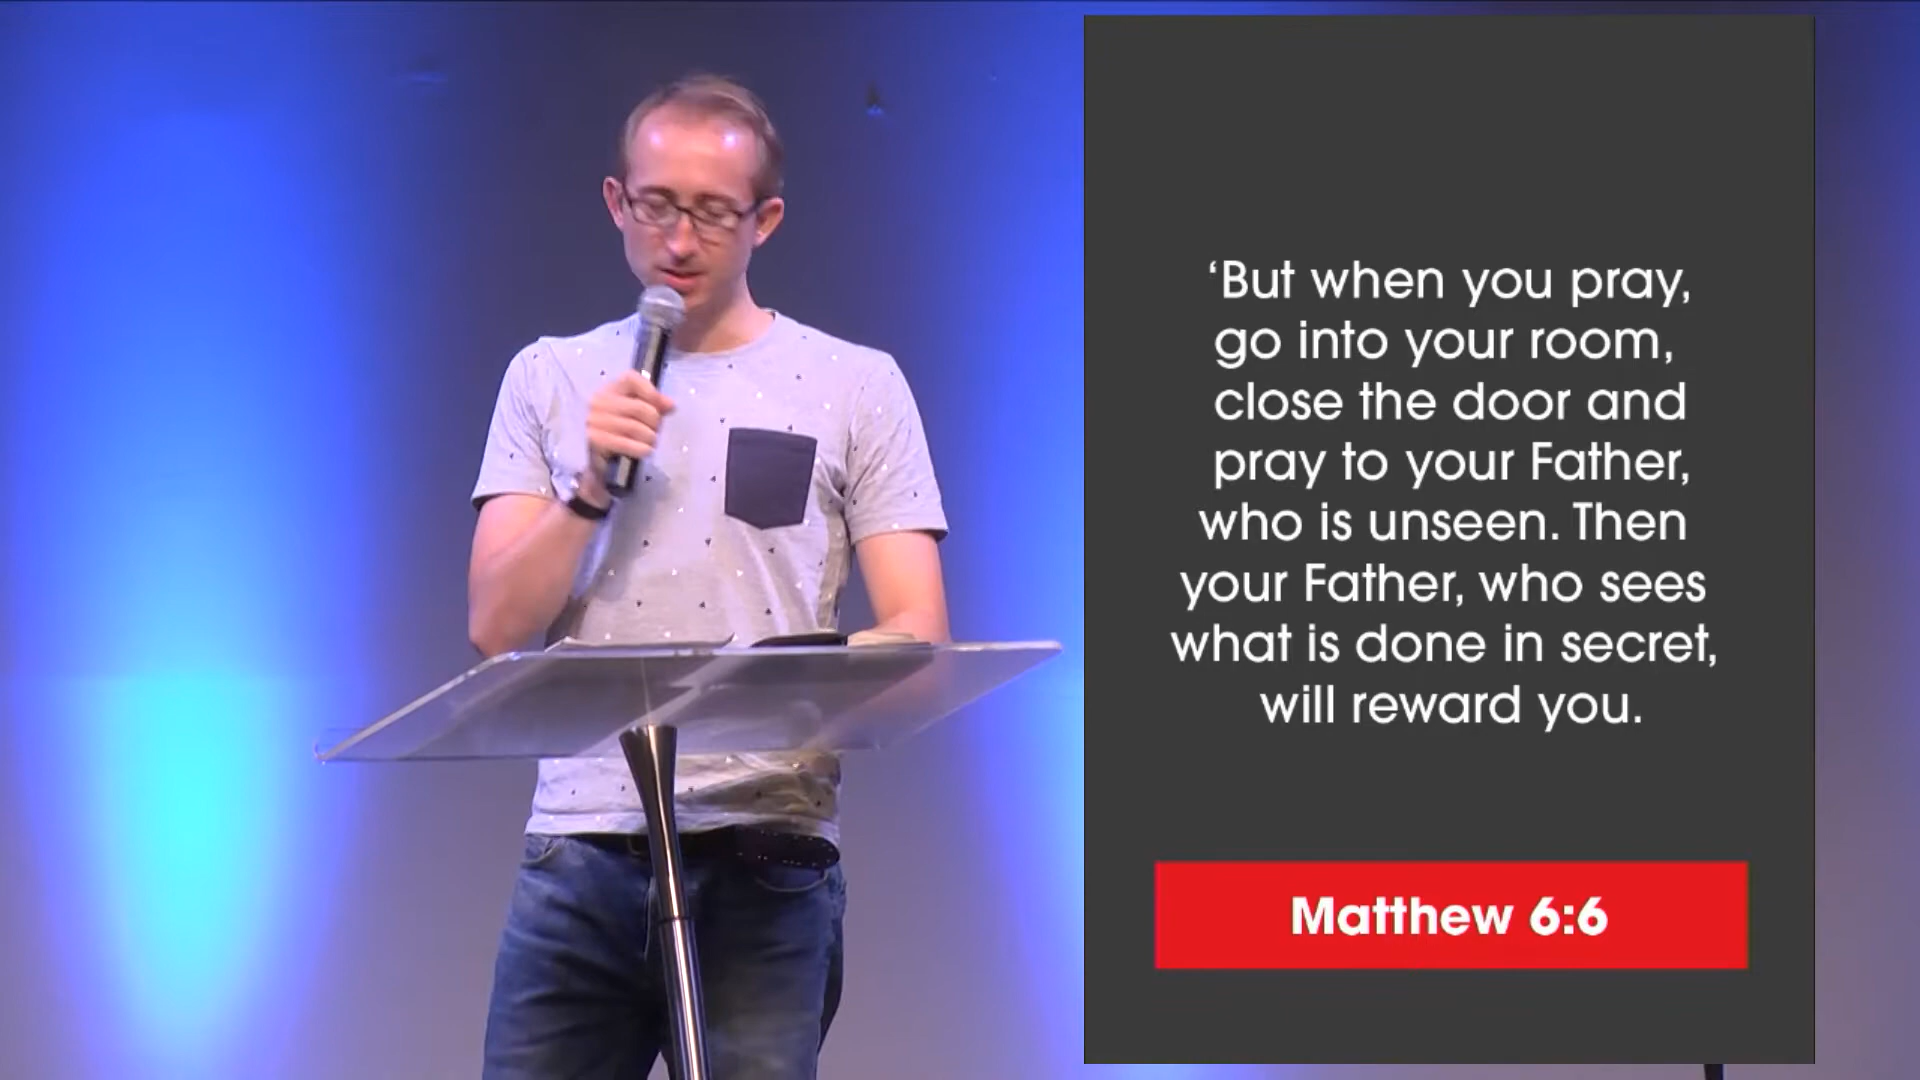 ‘But when you pray,
go into your room,
close the door and
pray to your Father,
who is unseen. Then
your Father, who sees
what is done in secret,
will reward you.
Matthew 6:6